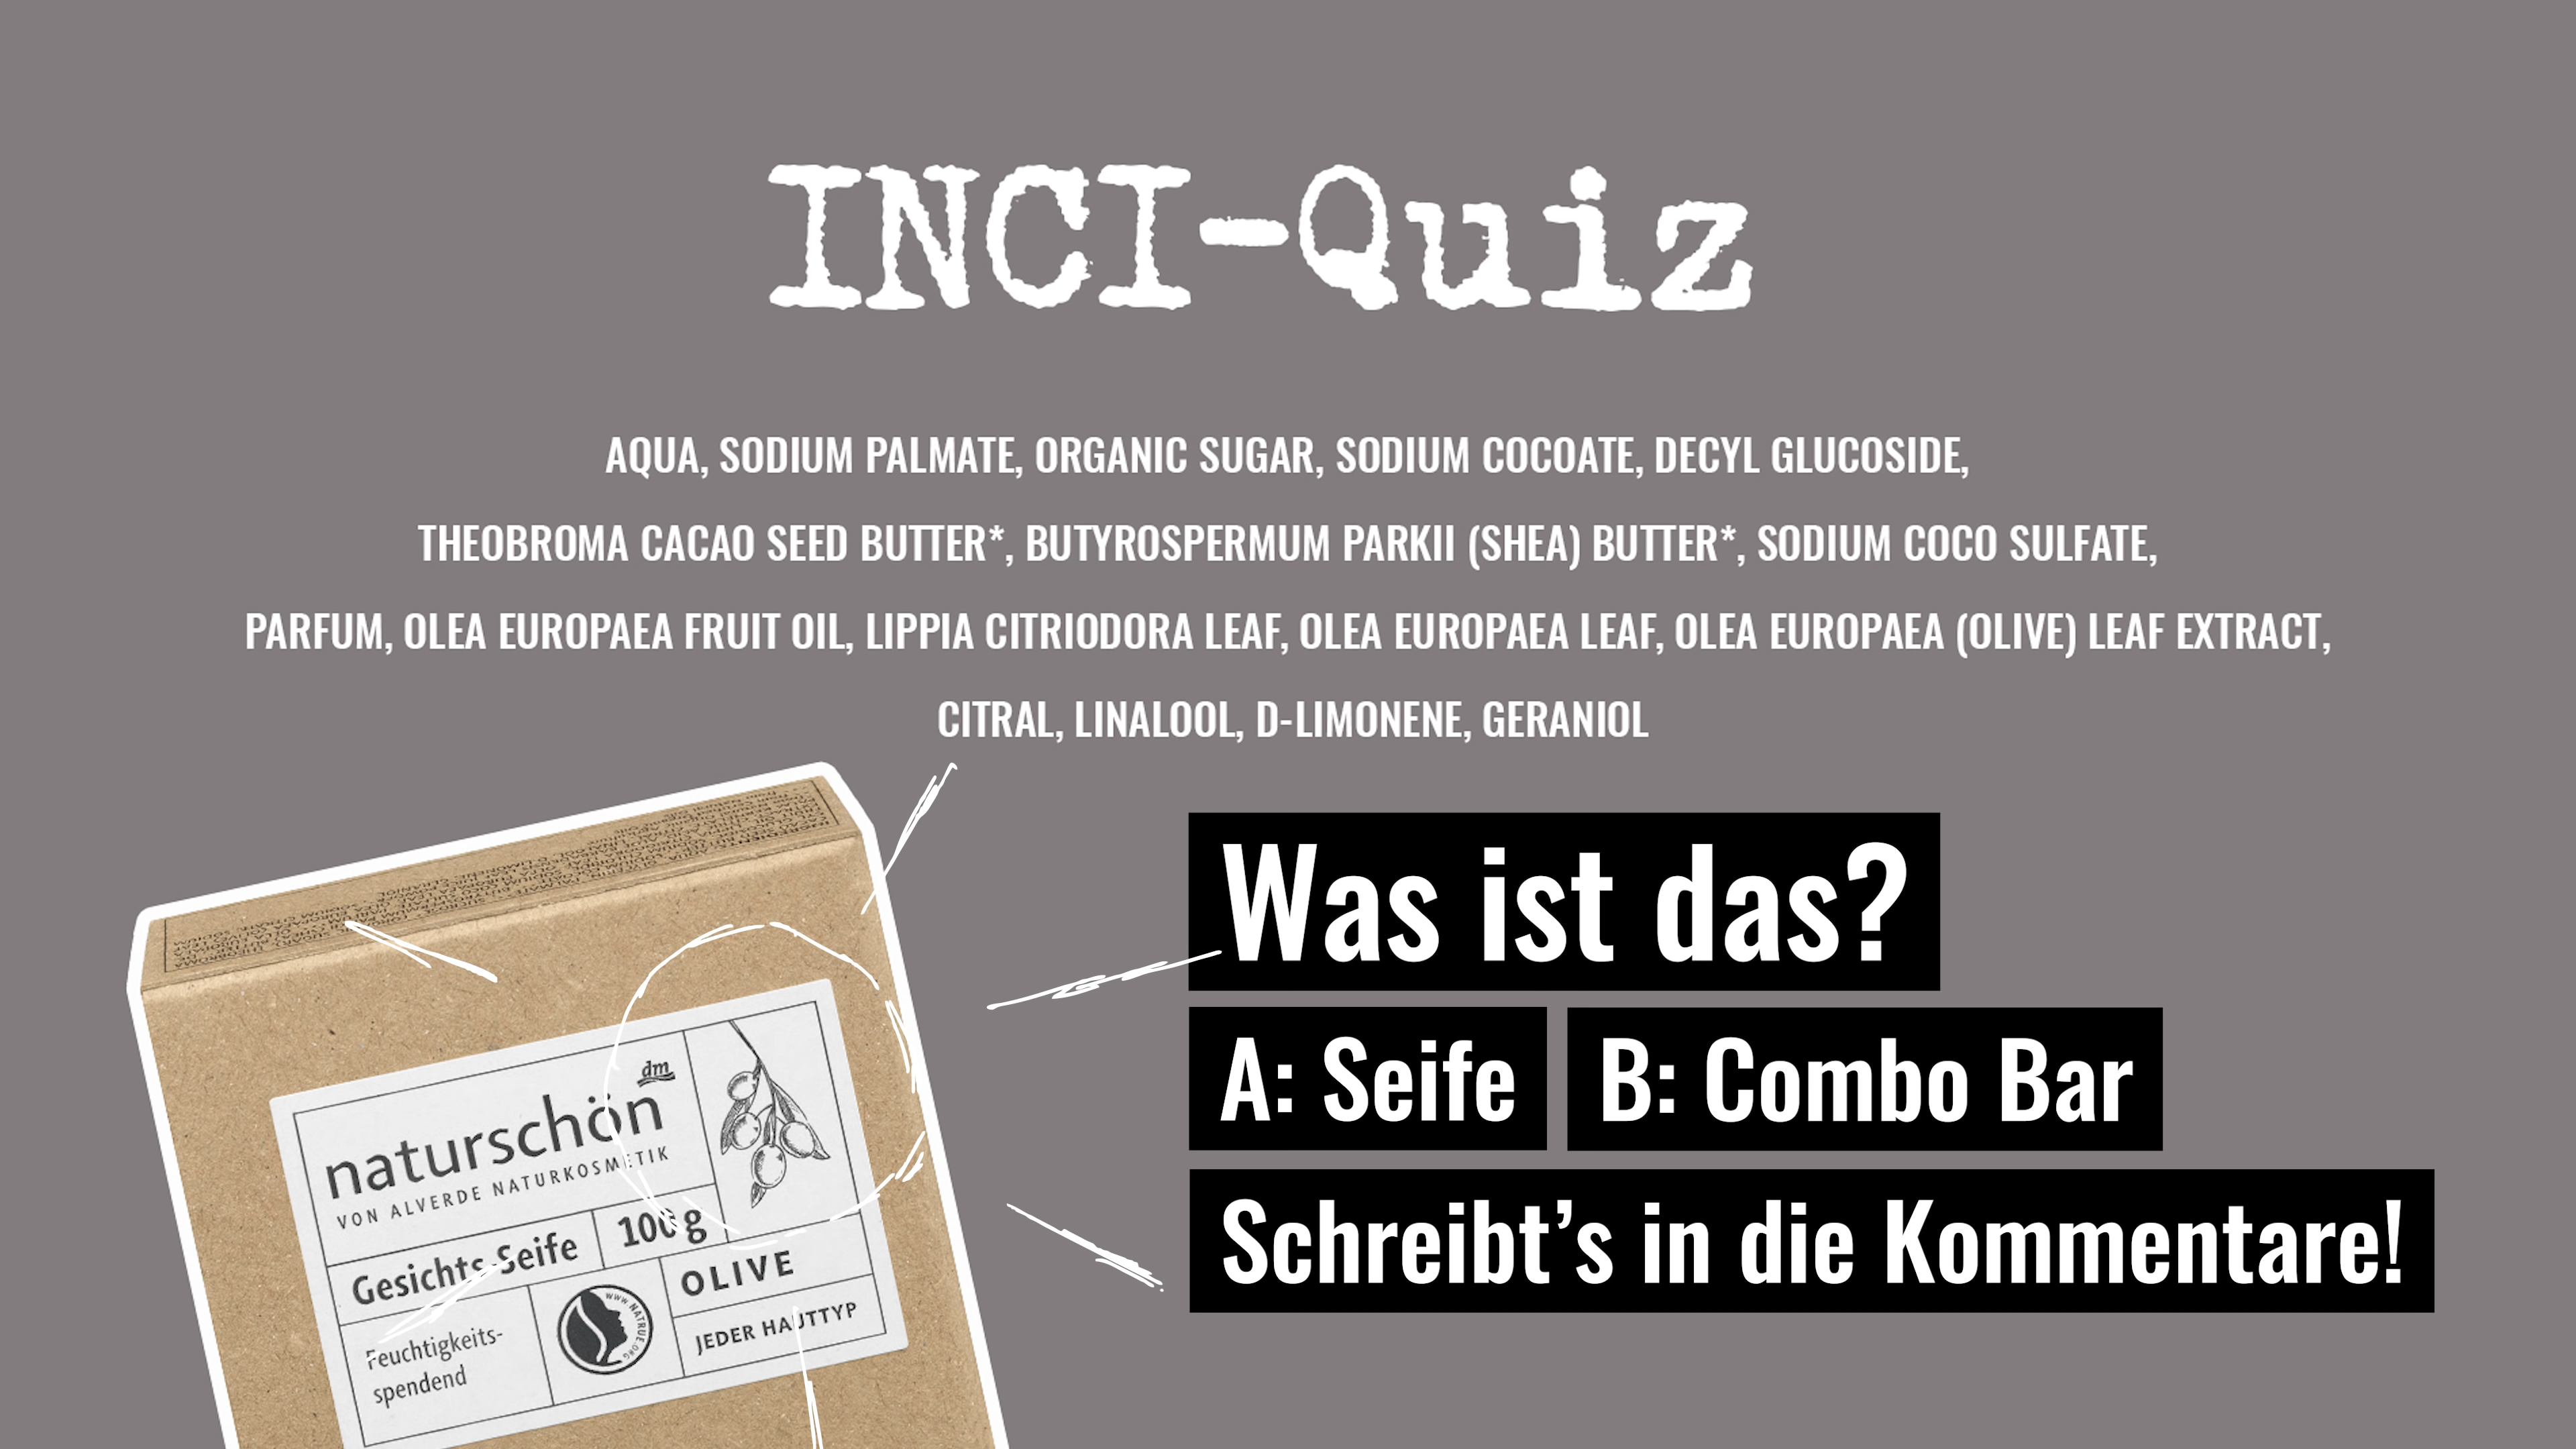 INCI-Quiz
AQUA, SODIUM PALMATE, ORGANIC SUGAR, SODIUM COCOATE, DECYL GLUCOSIDE,
THEOBROMA CACAO SEED BUTTER*, BUTYROSPERMUM PARKII (SHEA) BUTTER*, SODIUM COCO SULFATE,
PARFUM, OLEA EUROPAEA FRUIT OIL, LIPPIA CITRIODORA LEAF, OLEA EUROPAEA LEAF, OLEA EUROPAEA (OLIVE) LEAF EXTRACT,
CITRAL, LINALOOL, D-LIMONENE, GERANIOL
Was ist das?
A: Seife
B: Combo Bar
Schreibt's in die Kommentare!
dm
naturschön
VON ALVERDE NATURKOSMETIK
Gesichts-Seife
100 g
OLIVE
JEDER HAUTTYP
Feuchtigkeits-
spendend
WWW.NATRUE.ORG